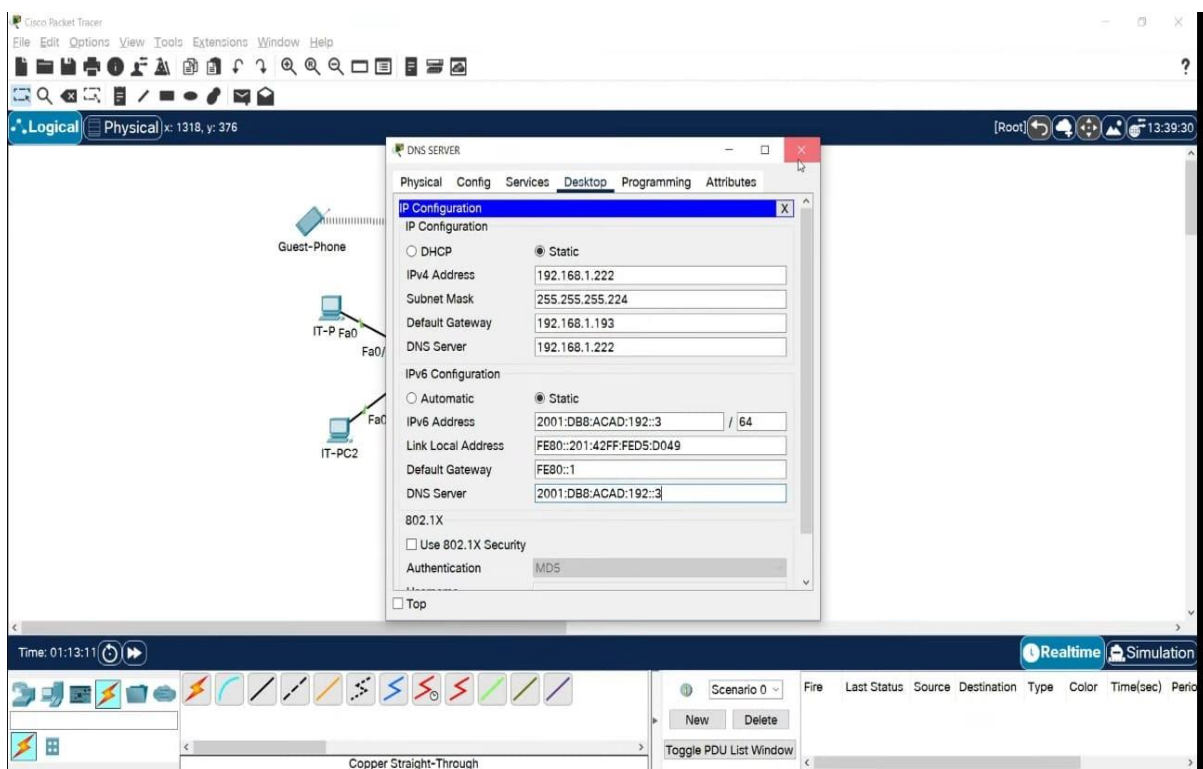 Cisco Packet Tracer
File Edit Options View Tools Extensions Window Help
?
Logical Physical x: 1318, y: 376 [Root] 13:39:30
DNS SERVER
Physical Config Services Desktop Programming Attributes
IP Configuration X
IP Configuration
DHCP Static
IPv4 Address 192.168.1.222
Subnet Mask 255.255.255.224
Default Gateway 192.168.1.193
DNS Server 192.168.1.222
IPv6 Configuration
Automatic Static
IPv6 Address 2001:DB8:ACAD:192::3 / 64
Link Local Address FE80::201:42FF:FED5:D049
Default Gateway FE80::1
DNS Server 2001:DB8:ACAD:192::3
802.1X
Use 802.1X Security
Authentication MD5
Top
Guest-Phone
IT-P Fa0
Fa0/
Fa0
IT-PC2
Time: 01:13:11 Realtime Simulation
Scenario 0 Fire Last Status Source Destination Type Color Time(sec) Perio
New Delete
Toggle PDU List Window
Copper Straight-Through